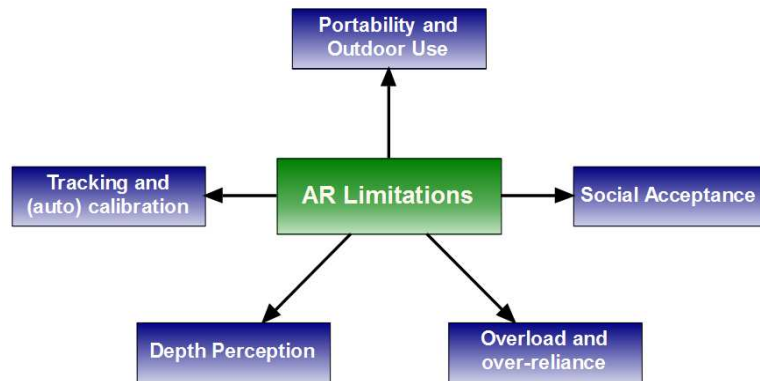 Portability and
Outdoor Use
Tracking and
(auto) calibration
AR Limitations
Social Acceptance
Depth Perception
Overload and
over-reliance